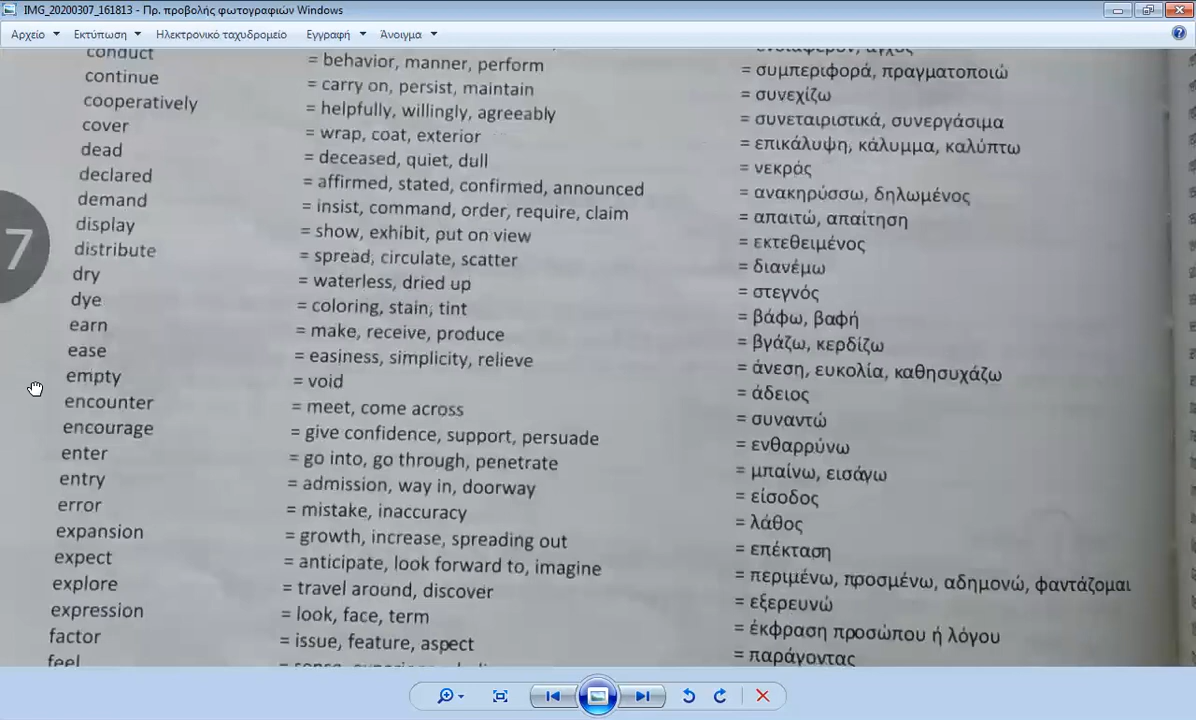 IMG_20200307_161813 - Πρ. προβολής φωτογραφιών Windows
Αρχείο Εκτύπωση Ηλεκτρονικό ταχυδρομείο Εγγραφή Άνοιγμα
conduct = behavior, manner, perform = συμπεριφορά, πραγματοποιώ
continue = carry on, persist, maintain = συνεχίζω
cooperatively = helpfully, willingly, agreeably = συνεταιριστικά, συνεργάσιμα
cover = wrap, coat, exterior = επικάλυψη, κάλυμμα, καλύπτω
dead = deceased, quiet, dull = νεκρός
declared = affirmed, stated, confirmed, announced = ανακηρύσσω, δηλωμένος
demand = insist, command, order, require, claim = απαιτώ, απαίτηση
display = show, exhibit, put on view = εκτεθειμένος
distribute = spread, circulate, scatter = διανέμω
dry = waterless, dried up = στεγνός
dye = coloring, stain, tint = βάφω, βαφή
earn = make, receive, produce = βγάζω, κερδίζω
ease = easiness, simplicity, relieve = άνεση, ευκολία, καθησυχάζω
empty = void = άδειος
encounter = meet, come across = συναντώ
encourage = give confidence, support, persuade = ενθαρρύνω
enter = go into, go through, penetrate = μπαίνω, εισάγω
entry = admission, way in, doorway = είσοδος
error = mistake, inaccuracy = λάθος
expansion = growth, increase, spreading out = επέκταση
expect = anticipate, look forward to, imagine = περιμένω, προσμένω, αδημονώ, φαντάζομαι
explore = travel around, discover = εξερευνώ
expression = look, face, term = έκφραση προσώπου ή λόγου
factor = issue, feature, aspect = παράγοντας
feel
7